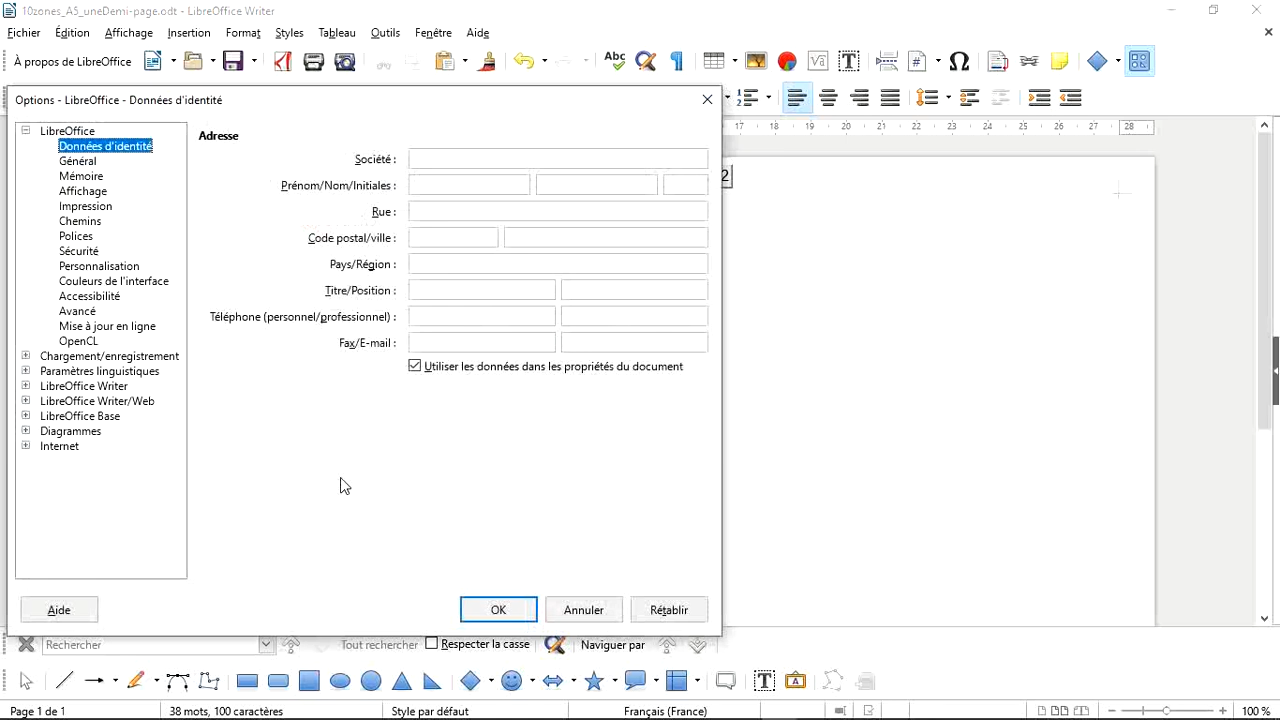 10zones_A5_uneDemi-page.odt - LibreOffice Writer
Fichier Édition Affichage Insertion Format Styles Tableau Outils Fenêtre Aide
À propos de LibreOffice
Options - LibreOffice - Données d'identité
17 18 19 20 21 22 23 24 25 26 27 28
2
LibreOffice
Données d'identité
Général
Mémoire
Affichage
Impression
Chemins
Polices
Sécurité
Personnalisation
Couleurs de l'interface
Accessibilité
Avancé
Mise à jour en ligne
OpenCL
Chargement/enregistrement
Paramètres linguistiques
LibreOffice Writer
LibreOffice Writer/Web
LibreOffice Base
Diagrammes
Internet
Adresse
Société :
Prénom/Nom/Initiales :
Rue :
Code postal/ville :
Pays/Région :
Titre/Position :
Téléphone (personnel/professionnel) :
Fax/E-mail :
Utiliser les données dans les propriétés du document
Aide OK Annuler Rétablir
Rechercher Tout rechercher Respecter la casse Naviguer par
Page 1 de 1 38 mots, 100 caractères Style par défaut Français (France) 100 %